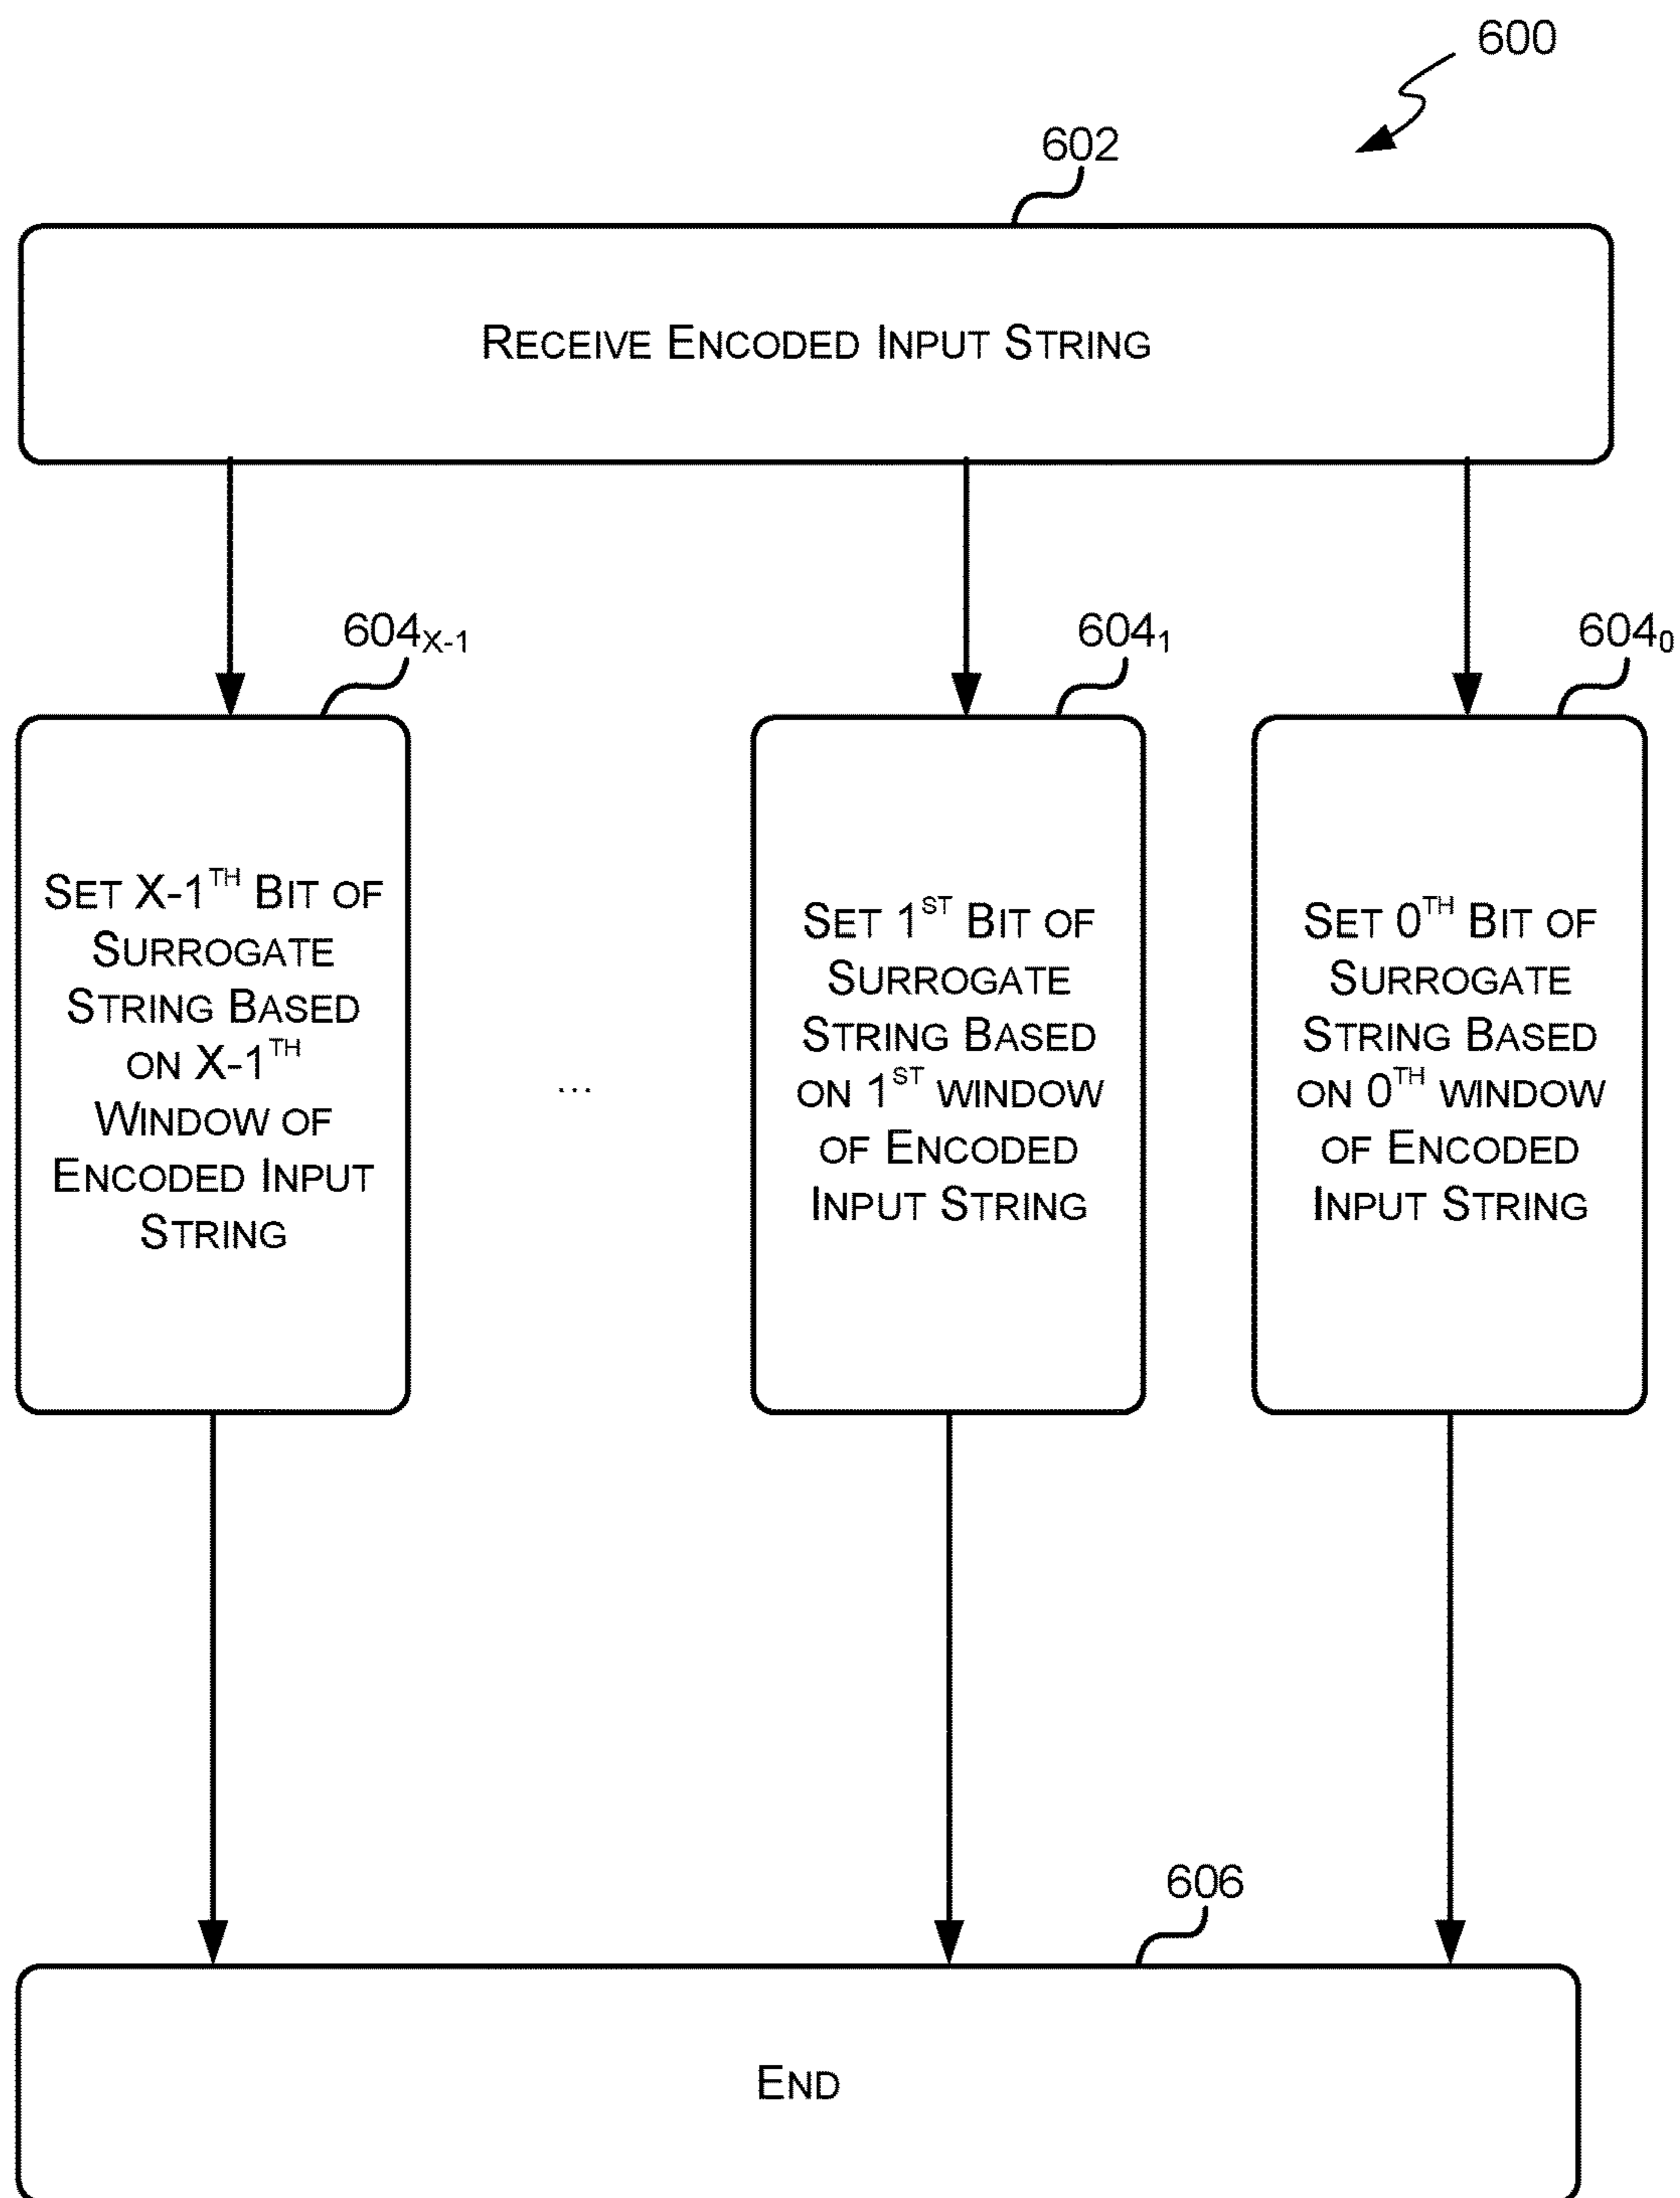 600
602
RECEIVE ENCODED INPUT STRING
604X-1
6041
6040
SET X-1TH BIT OF
SURROGATE
STRING BASED
ON X-1TH
WINDOW OF
ENCODED INPUT
STRING
...
SET 1ST BIT OF
SURROGATE
STRING BASED
ON 1ST WINDOW
OF ENCODED
INPUT STRING
SET 0TH BIT OF
SURROGATE
STRING BASED
ON 0TH WINDOW
OF ENCODED
INPUT STRING
606
END